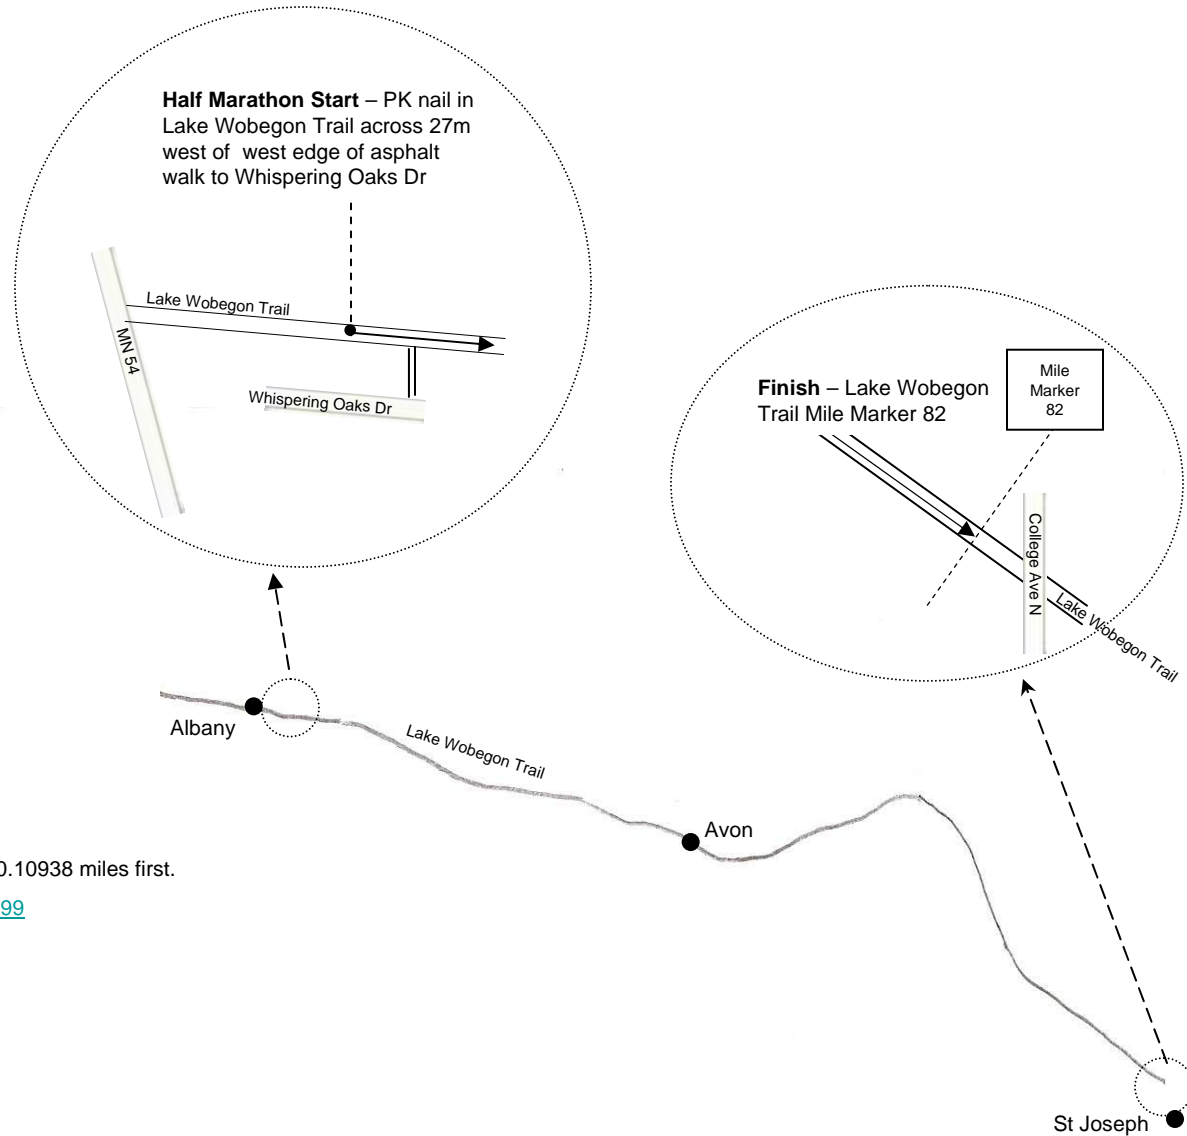 Half Marathon Start – PK nail in
Lake Wobegon Trail across 27m
west of  west edge of asphalt
walk to Whispering Oaks Dr
Lake Wobegon Trail
MN 54
Whispering Oaks Dr
Finish – Lake Wobegon
Trail Mile Marker 82
Mile
Marker
82
College Ave N
Lake Wobegon Trail
Albany
Lake Wobegon Trail
Avon
0.10938 miles first.
99
St Joseph